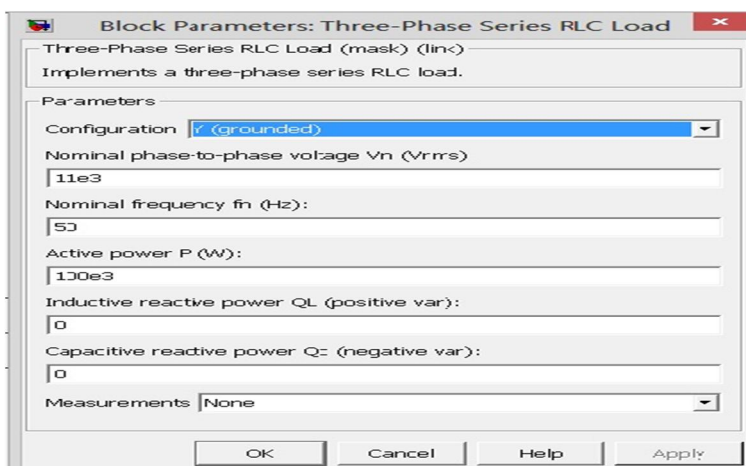 Block Parameters: Three-Phase Series RLC Load
Three-Phase Series RLC Load (mask) (link)
Implements a three-phase series RLC load.
Parameters
Configuration Y (grounded)
Nominal phase-to-phase voltage Vn (Vrms)
11e3
Nominal frequency fn (Hz):
50
Active power P (W):
100e3
Inductive reactive power QL (positive var):
0
Capacitive reactive power Qc (negative var):
0
Measurements None
OK Cancel Help Apply